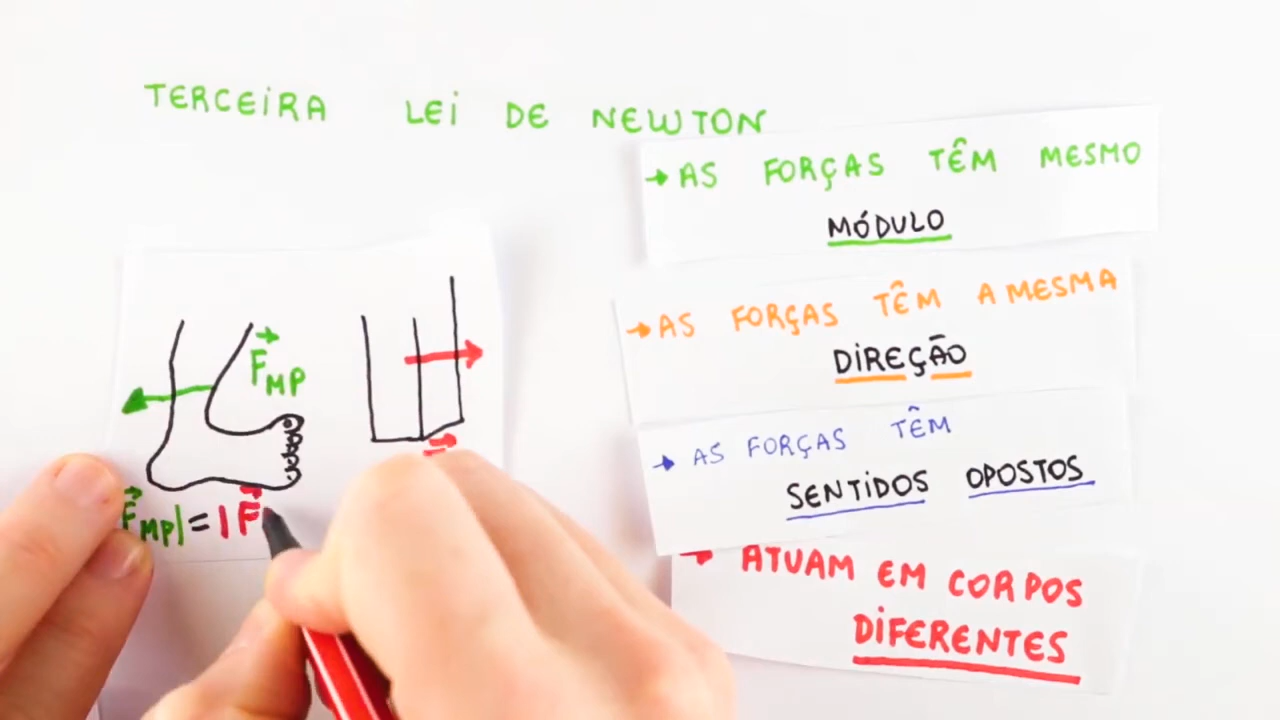 TERCEIRA LEI DE NEWTON
→ AS FORÇAS TÊM MESMO
MÓDULO
→ AS FORÇAS TÊM A MESMA
DIREÇÃO
→ AS FORÇAS TÊM
SENTIDOS OPOSTOS
→ ATUAM EM CORPOS
DIFERENTES
F⃗MP
F⃗MP| = |F⃗